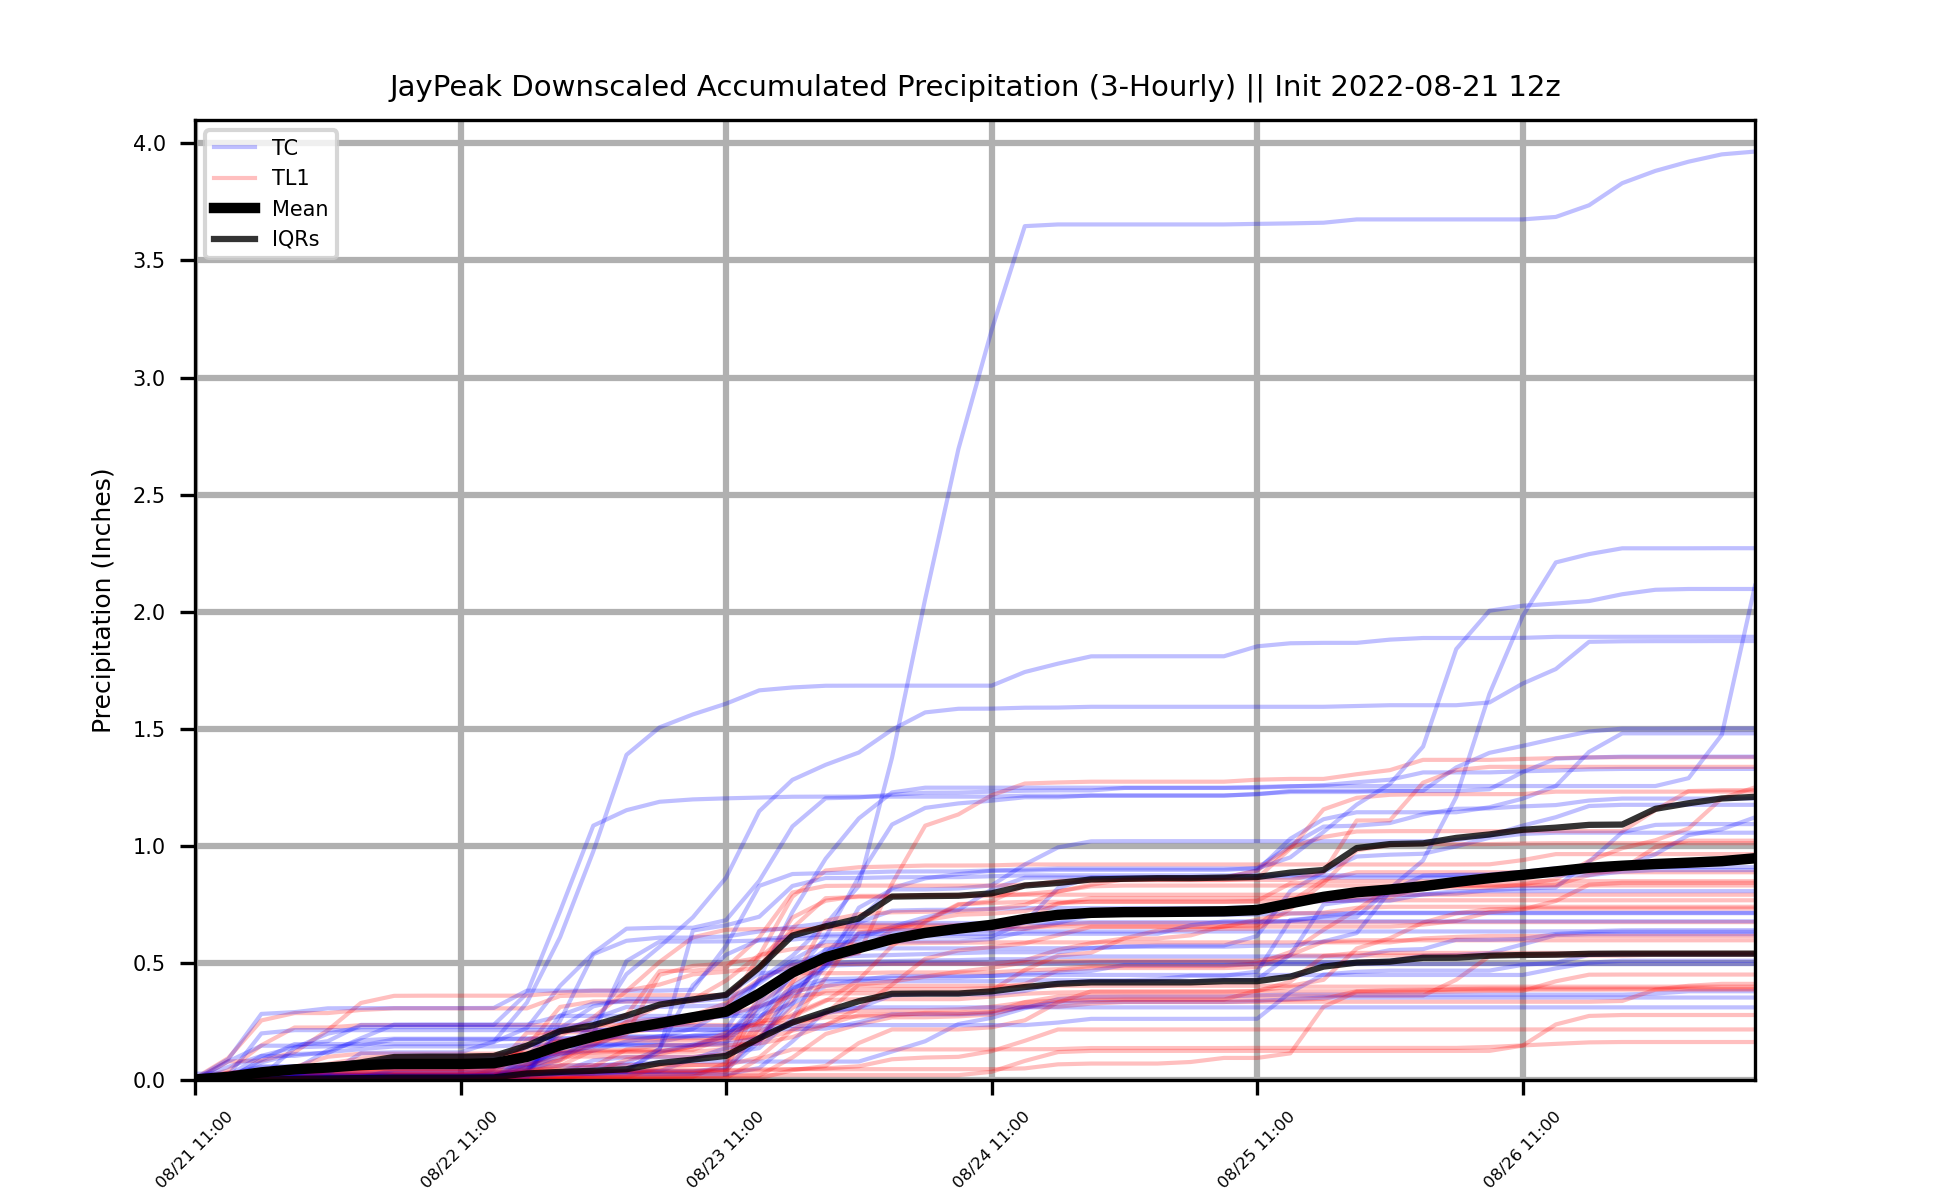 JayPeak Downscaled Accumulated Precipitation (3-Hourly) || Init 2022-08-21 12z
TC
TL1
Mean
IQRs
Precipitation (Inches)
4.0
3.5
3.0
2.5
2.0
1.5
1.0
0.5
0.0
08/21 11:00
08/22 11:00
08/23 11:00
08/24 11:00
08/25 11:00
08/26 11:00